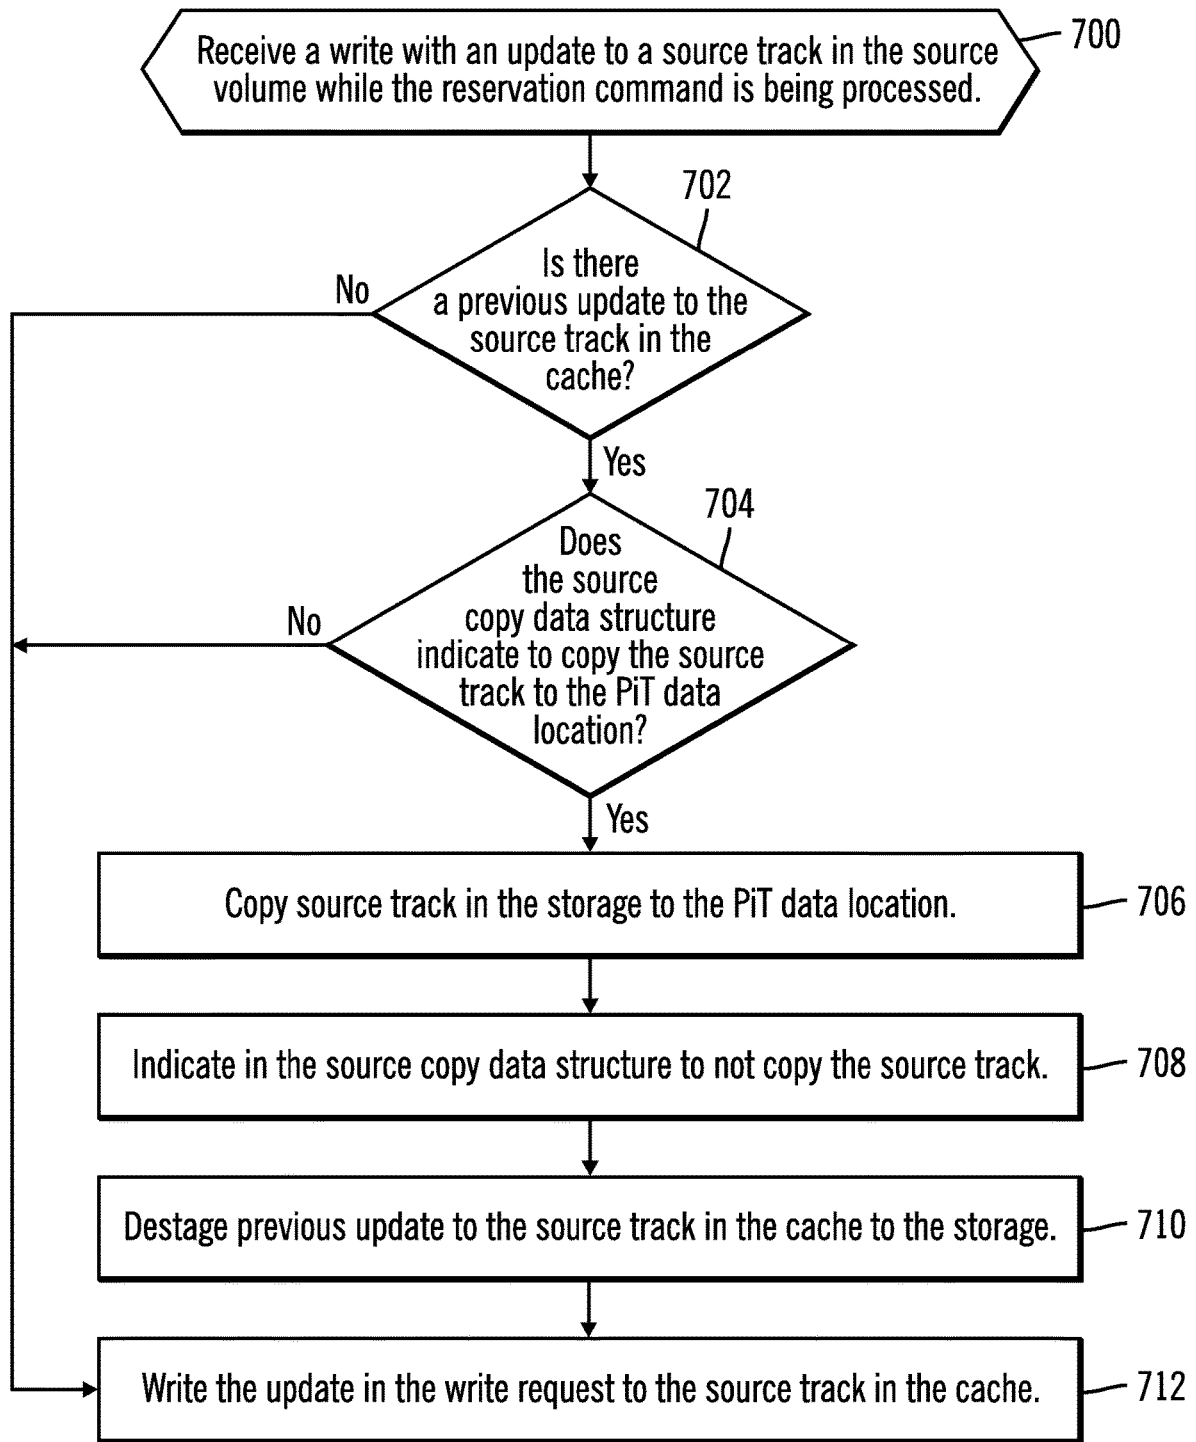 Receive a write with an update to a source track in the source
volume while the reservation command is being processed.
700
702
Is there
a previous update to the
source track in the
cache?
No
Yes
704
Does
the source
copy data structure
indicate to copy the source
track to the PiT data
location?
No
Yes
Copy source track in the storage to the PiT data location.
706
Indicate in the source copy data structure to not copy the source track.
708
Destage previous update to the source track in the cache to the storage.
710
Write the update in the write request to the source track in the cache.
712